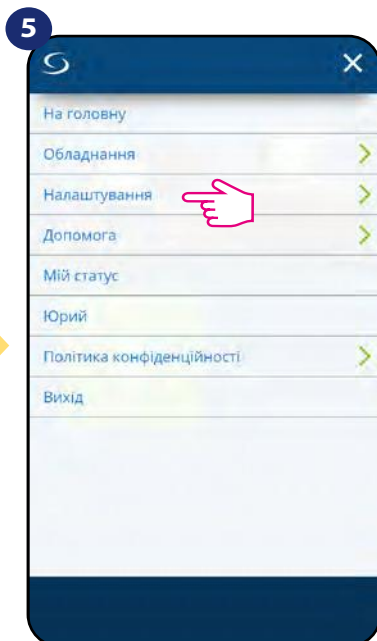 5
На головну
Обладнання
Налаштування
Допомога
Мій статус
Юрий
Політика конфіденційності
Вихід